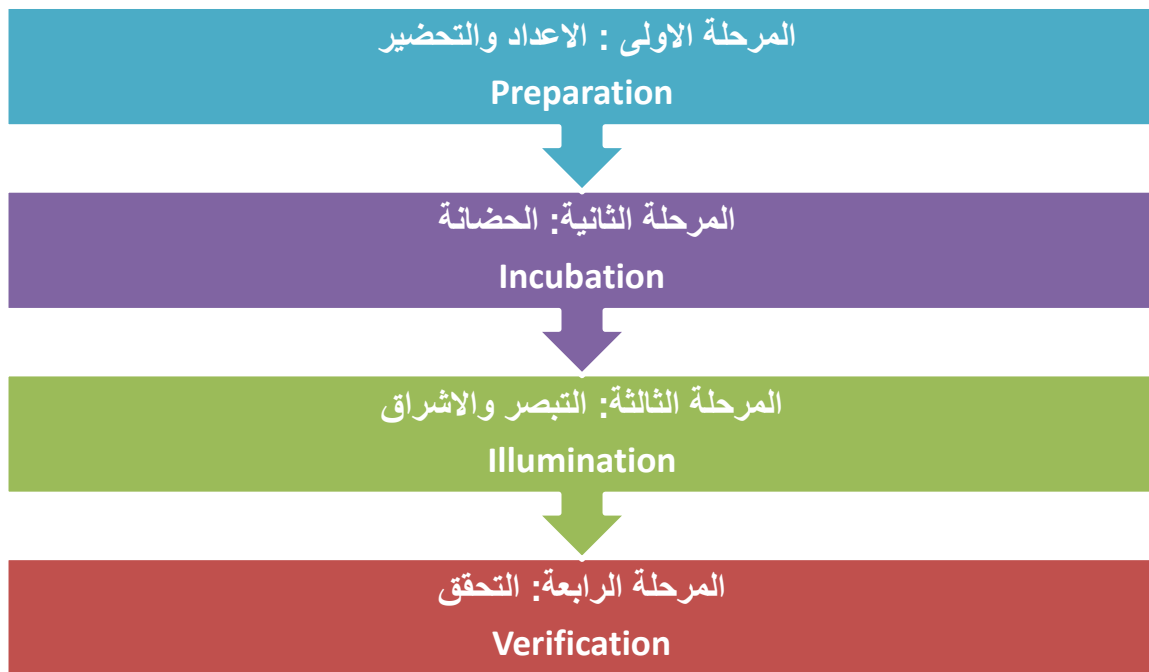 المرحلة الاولى : الاعداد والتحضير
Preparation
المرحلة الثانية: الحضانة
Incubation
المرحلة الثالثة: التبصر والاشراق
Illumination
المرحلة الرابعة: التحقق
Verification